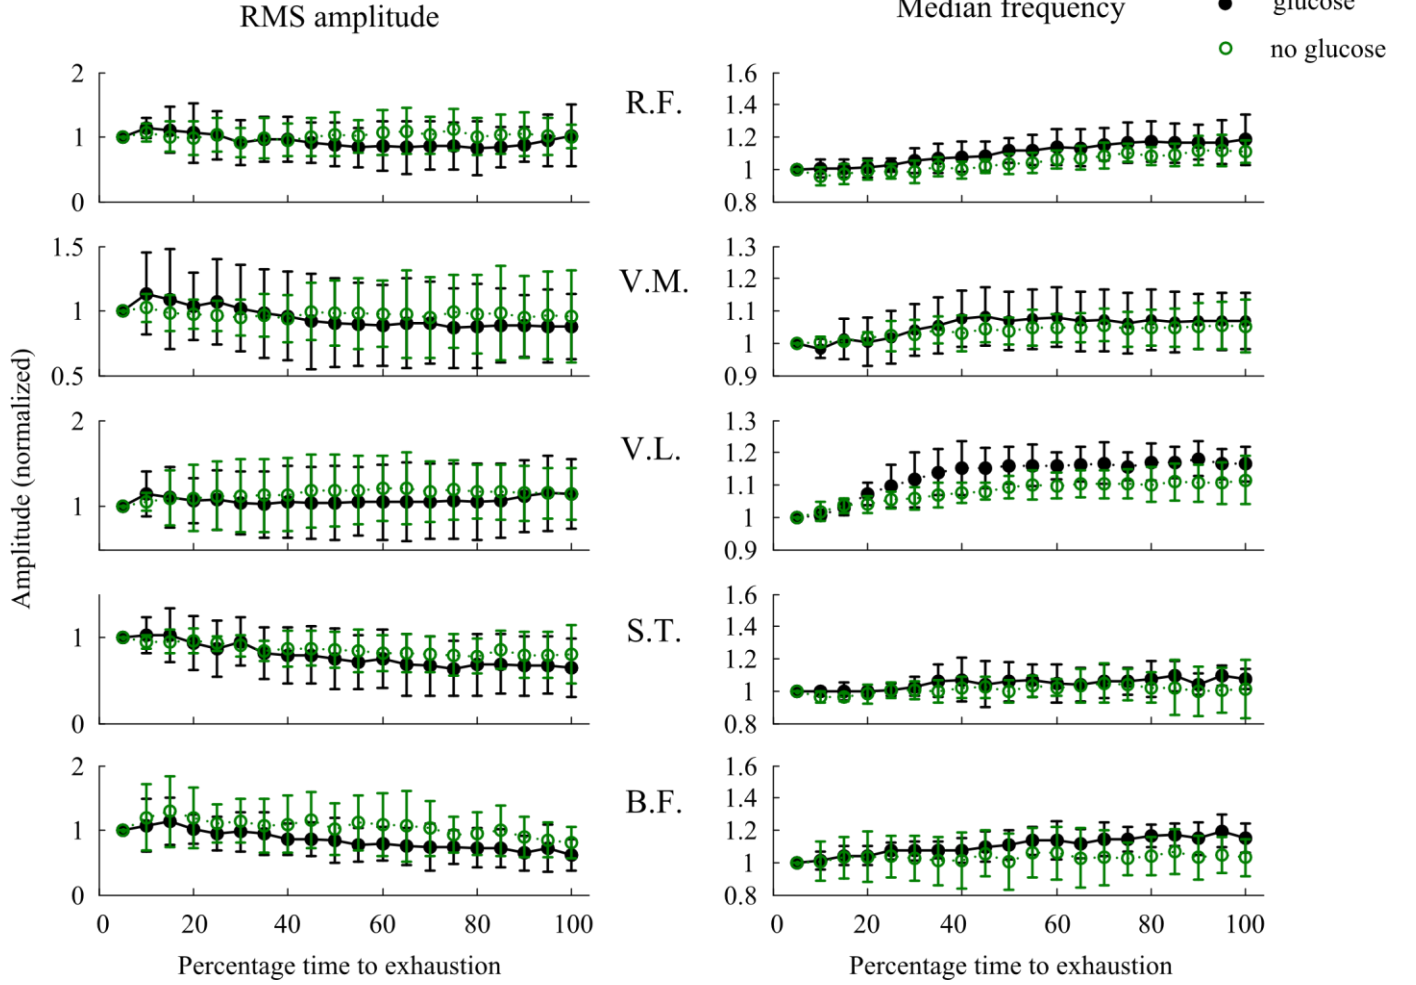 RMS amplitude
Median frequency
glucose
no glucose
2
1
0
R.F.
1.6
1.4
1.2
1
0.8
1.5
1
0.5
V.M.
1.3
1.2
1.1
1
0.9
Amplitude (normalized)
2
1
V.L.
1.3
1.2
1.1
1
0.9
1
0
S.T.
1.6
1.4
1.2
1
0.8
2
1
0
B.F.
1.6
1.4
1.2
1
0.8
0 20 40 60 80 100
0 20 40 60 80 100
Percentage time to exhaustion
Percentage time to exhaustion